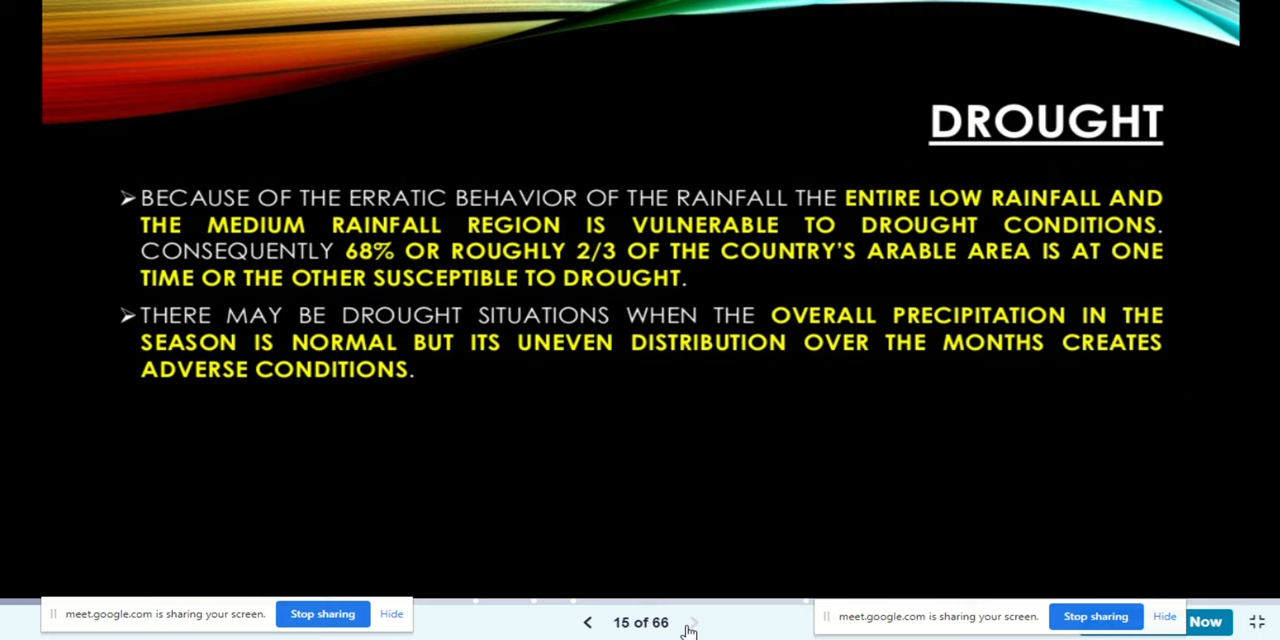 DROUGHT
BECAUSE OF THE ERRATIC BEHAVIOR OF THE RAINFALL THE ENTIRE LOW RAINFALL AND
THE MEDIUM RAINFALL REGION IS VULNERABLE TO DROUGHT CONDITIONS.
CONSEQUENTLY 68% OR ROUGHLY 2/3 OF THE COUNTRY'S ARABLE AREA IS AT ONE
TIME OR THE OTHER SUSCEPTIBLE TO DROUGHT.
THERE MAY BE DROUGHT SITUATIONS WHEN THE OVERALL PRECIPITATION IN THE
SEASON IS NORMAL BUT ITS UNEVEN DISTRIBUTION OVER THE MONTHS CREATES
ADVERSE CONDITIONS.
meet.google.com is sharing your screen. Stop sharing Hide
15 of 66
meet.google.com is sharing your screen. Stop sharing Hide
Now